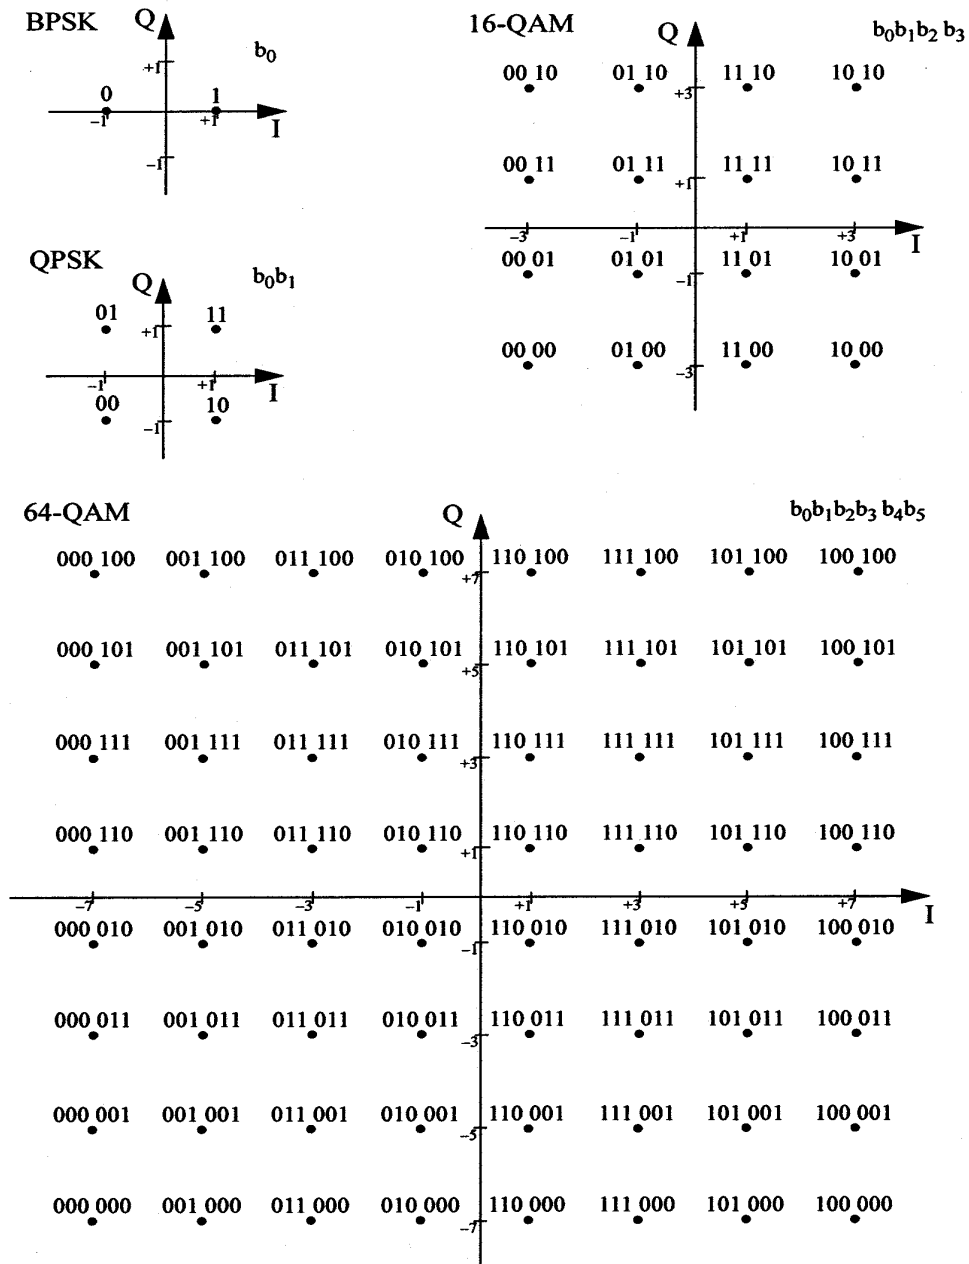 BPSK
Q
b0
+1
0 1
−1 +1
I
−1
QPSK
Q
b0b1
01 11
+1
−1 +1
I
00 10
−1
16-QAM
Q
b0b1b2 b3
00 10 01 10 11 10 10 10
+3
00 11 01 11 11 11 10 11
+1
−3 −1 +1 +3
I
00 01 01 01 11 01 10 01
−1
00 00 01 00 11 00 10 00
−3
64-QAM
Q
b0b1b2b3 b4b5
000 100 001 100 011 100 010 100 110 100 111 100 101 100 100 100
+7
000 101 001 101 011 101 010 101 110 101 111 101 101 101 100 101
+5
000 111 001 111 011 111 010 111 110 111 111 111 101 111 100 111
+3
000 110 001 110 011 110 010 110 110 110 111 110 101 110 100 110
+1
−7 −5 −3 −1 +1 +3 +5 +7
I
000 010 001 010 011 010 010 010 110 010 111 010 101 010 100 010
−1
000 011 001 011 011 011 010 011 110 011 111 011 101 011 100 011
−3
000 001 001 001 011 001 010 001 110 001 111 001 101 001 100 001
−5
000 000 001 000 011 000 010 000 110 000 111 000 101 000 100 000
−7